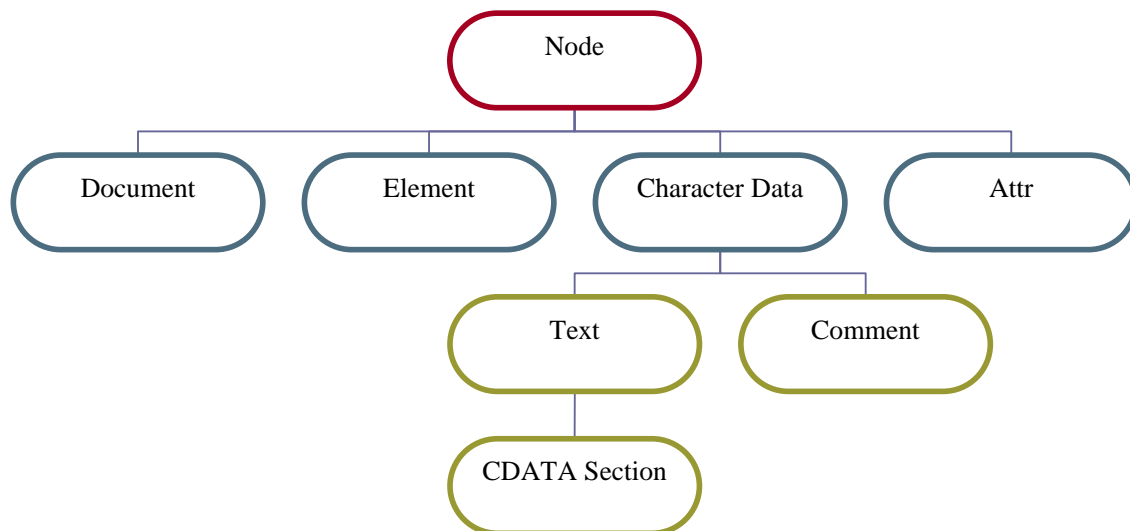 Node
Document
Element
Character Data
Attr
Text
Comment
CDATA Section